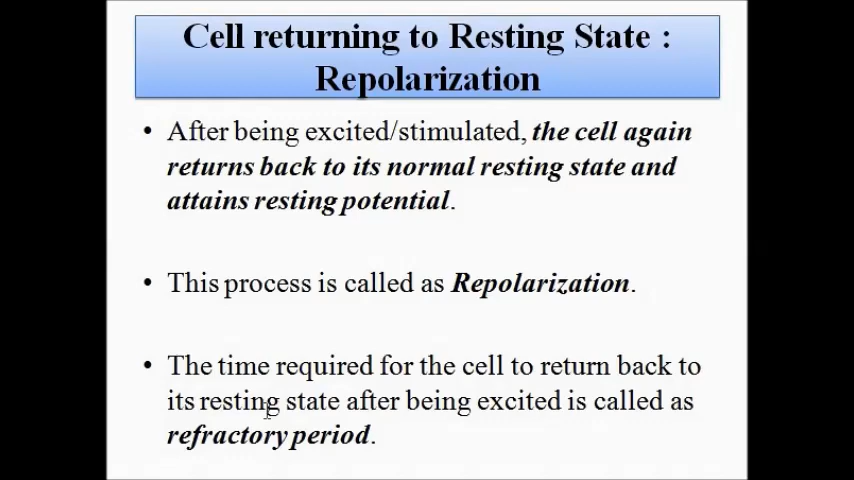 Cell returning to Resting State :
Repolarization
• After being excited/stimulated, the cell again
returns back to its normal resting state and
attains resting potential.
• This process is called as Repolarization.
• The time required for the cell to return back to
its resting state after being excited is called as
refractory period.